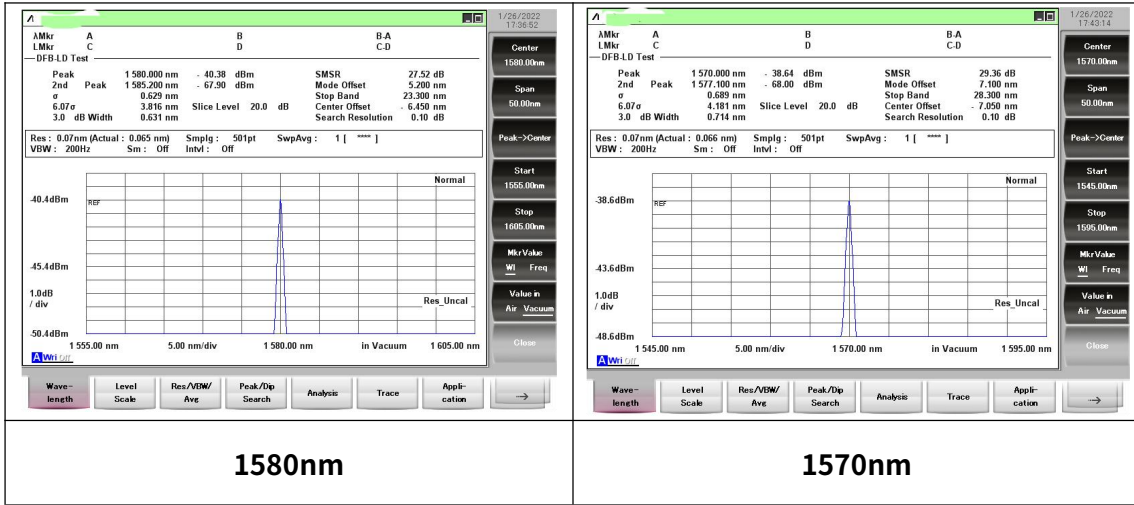 1/26/2022
17:36:52
λMkr A B B-A
LMkr C D C-D
DFB-LD Test
Peak 1 580.000 nm - 40.38 dBm SMSR 27.52 dB
2nd Peak 1 585.200 nm - 67.90 dBm Mode Offset 5.200 nm
σ 0.629 nm Stop Band 23.300 nm
6.07σ 3.816 nm Slice Level 20.0 dB Center Offset - 6.450 nm
3.0 dB Width 0.631 nm Search Resolution 0.10 dB
Res : 0.07nm (Actual : 0.065 nm) Smplg : 501pt SwpAvg : 1 [ **** ]
VBW : 200Hz Sm : Off Intvl : Off
Normal
-40.4dBm
REF
-45.4dBm
1.0dB
/ div
Res_Uncal
-50.4dBm
1 555.00 nm 5.00 nm/div 1 580.00 nm in Vacuum 1 605.00 nm
A Wri Off
Center
1580.00nm
Span
50.00nm
Peak->Center
Start
1555.00nm
Stop
1605.00nm
MkrValue
Wl Freq
Value in
Air Vacuum
Close
Wave-
length
Level
Scale
Res/VBW/
Avg
Peak/Dip
Search
Analysis
Trace
Appli-
cation
→
1580nm
1/26/2022
17:43:14
λMkr A B B-A
LMkr C D C-D
DFB-LD Test
Peak 1 570.000 nm - 38.64 dBm SMSR 29.36 dB
2nd Peak 1 577.100 nm - 68.00 dBm Mode Offset 7.100 nm
σ 0.689 nm Stop Band 28.300 nm
6.07σ 4.181 nm Slice Level 20.0 dB Center Offset - 7.050 nm
3.0 dB Width 0.714 nm Search Resolution 0.10 dB
Res : 0.07nm (Actual : 0.066 nm) Smplg : 501pt SwpAvg : 1 [ **** ]
VBW : 200Hz Sm : Off Intvl : Off
Normal
-38.6dBm
REF
-43.6dBm
1.0dB
/ div
Res_Uncal
-48.6dBm
1 545.00 nm 5.00 nm/div 1 570.00 nm in Vacuum 1 595.00 nm
A Wri Off
Center
1570.00nm
Span
50.00nm
Peak->Center
Start
1545.00nm
Stop
1595.00nm
MkrValue
Wl Freq
Value in
Air Vacuum
Close
Wave-
length
Level
Scale
Res/VBW/
Avg
Peak/Dip
Search
Analysis
Trace
Appli-
cation
→
1570nm